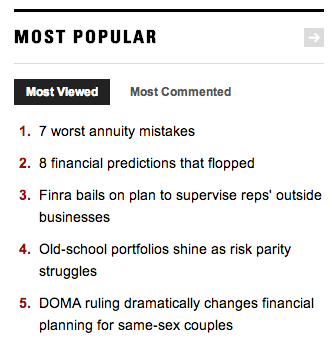 MOST POPULAR
Most Viewed Most Commented
1. 7 worst annuity mistakes
2. 8 financial predictions that flopped
3. Finra bails on plan to supervise reps' outside
businesses
4. Old-school portfolios shine as risk parity
struggles
5. DOMA ruling dramatically changes financial
planning for same-sex couples